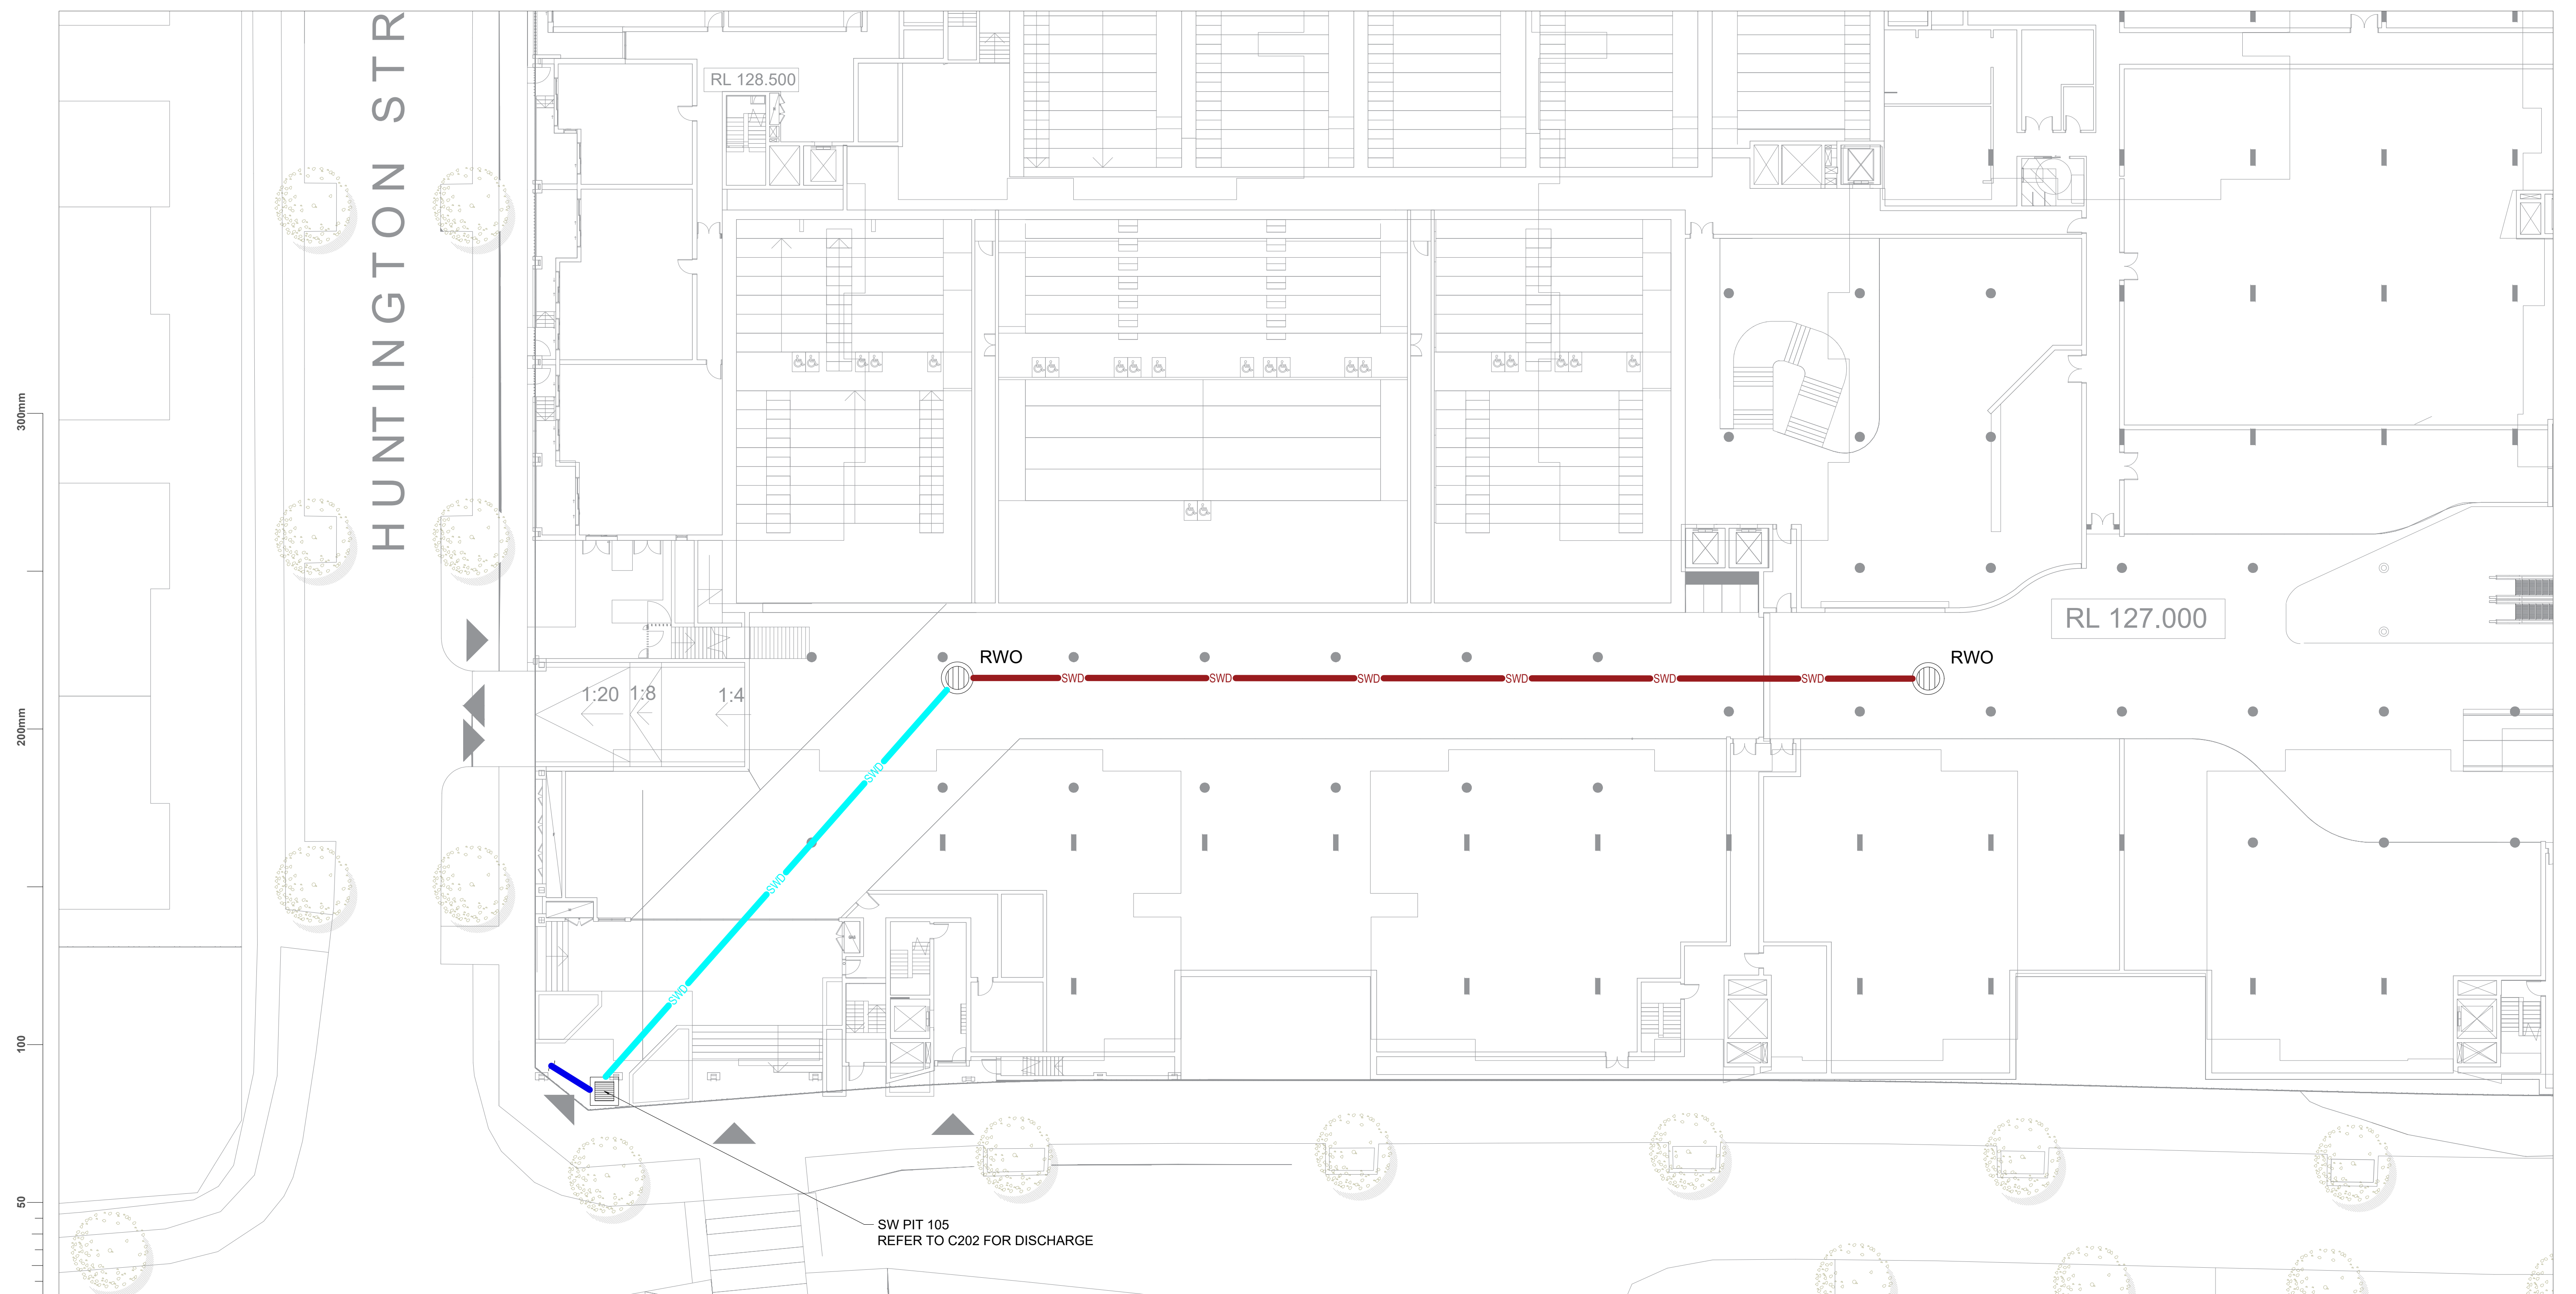 HUNTINGTON STR
RL 128.500
300mm
RL 127.000
RWO
RWO
SWD
SWD
SWD
SWD
SWD
SWD
1:20
1:8
1:4
200mm
SWD
SWD
SWD
100
50
SW PIT 105
REFER TO C202 FOR DISCHARGE